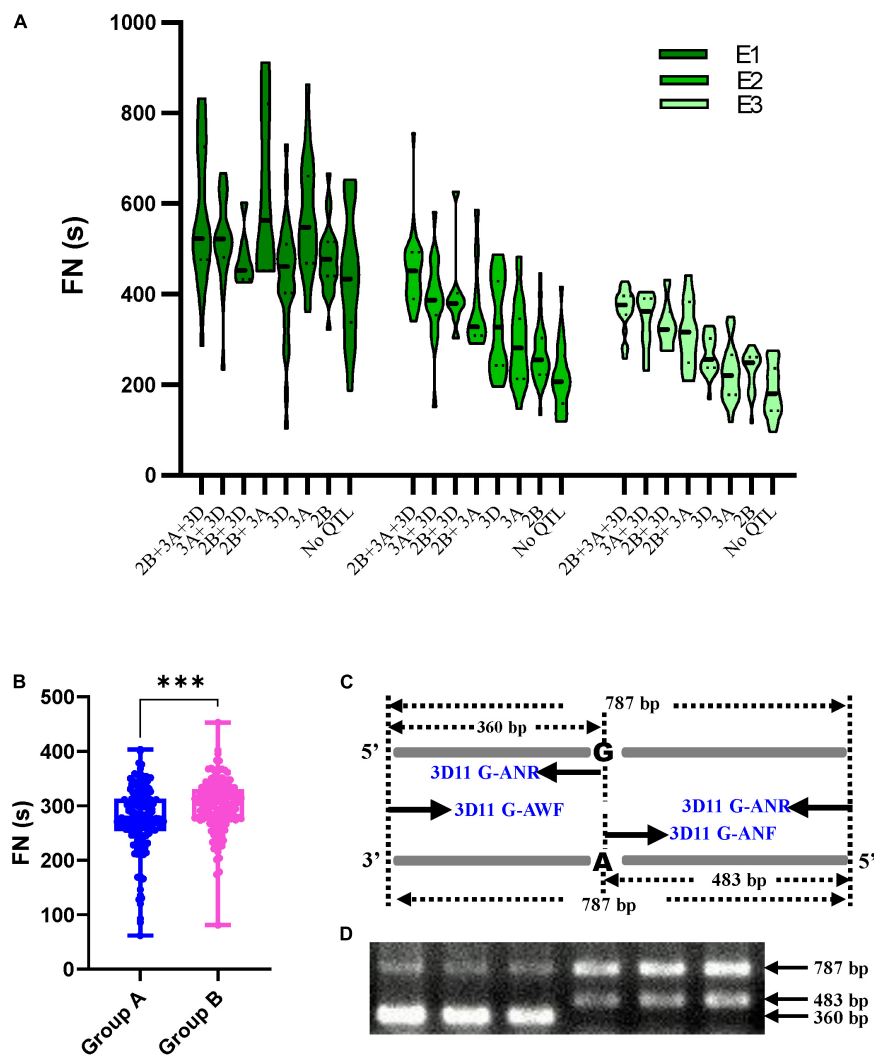 A
1000
800
600
400
200
0
FN (s)
E1
E2
E3
2B+3A+3D
3A+3D
2B+3D
2B+3A
3D
3A
2B
No QTL
2B+3A+3D
3A+3D
2B+3D
2B+3A
3D
3A
2B
No QTL
2B+3A+3D
3A+3D
2B+3D
2B+3A
3D
3A
2B
No QTL
B
500
400
300
200
100
0
FN (s)
***
Group A
Group B
C
787 bp
360 bp
5’ G
3D11 G-ANR
3D11 G-AWF 3D11 G-ANR
3D11 G-ANF
3’ A 5’
483 bp
787 bp
D
787 bp
483 bp
360 bp